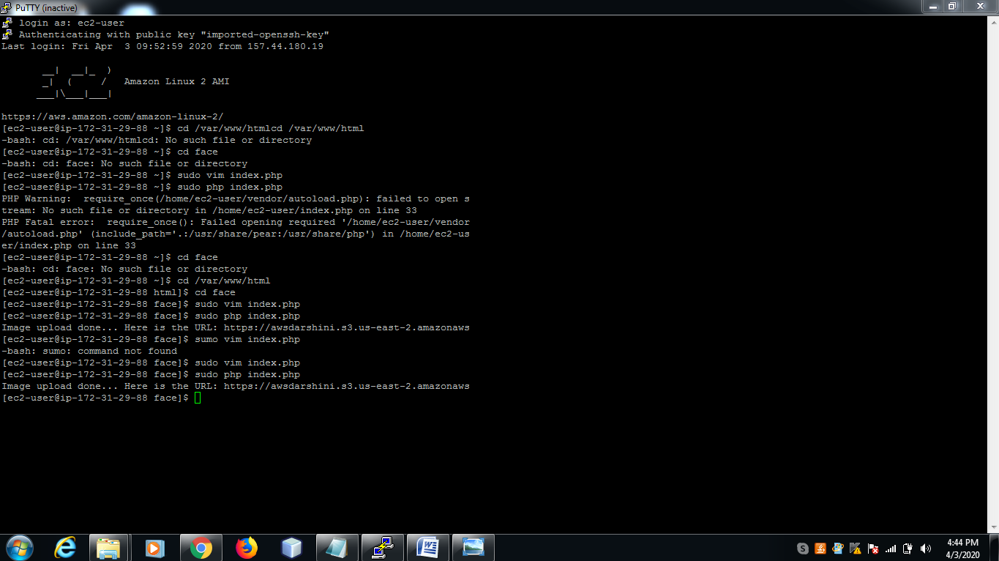 PuTTY (inactive)
login as: ec2-user
Authenticating with public key "imported-openssh-key"
Last login: Fri Apr  3 09:52:59 2020 from 157.44.180.19
       __|  __|_  )
       _|  (     /   Amazon Linux 2 AMI
      ___|\___|___|
https://aws.amazon.com/amazon-linux-2/
[ec2-user@ip-172-31-29-88 ~]$ cd /var/www/htmlcd /var/www/html
-bash: cd: /var/www/htmlcd: No such file or directory
[ec2-user@ip-172-31-29-88 ~]$ cd face
-bash: cd: face: No such file or directory
[ec2-user@ip-172-31-29-88 ~]$ sudo vim index.php
[ec2-user@ip-172-31-29-88 ~]$ sudo php index.php
PHP Warning:  require_once(/home/ec2-user/vendor/autoload.php): failed to open s
tream: No such file or directory in /home/ec2-user/index.php on line 33
PHP Fatal error:  require_once(): Failed opening required '/home/ec2-user/vendor
/autoload.php' (include_path='.:/usr/share/pear:/usr/share/php') in /home/ec2-us
er/index.php on line 33
[ec2-user@ip-172-31-29-88 ~]$ cd face
-bash: cd: face: No such file or directory
[ec2-user@ip-172-31-29-88 ~]$ cd /var/www/html
[ec2-user@ip-172-31-29-88 html]$ cd face
[ec2-user@ip-172-31-29-88 face]$ sudo vim index.php
[ec2-user@ip-172-31-29-88 face]$ sudo php index.php
Image upload done... Here is the URL: https://awsdarshini.s3.us-east-2.amazonaws
[ec2-user@ip-172-31-29-88 face]$ sumo vim index.php
-bash: sumo: command not found
[ec2-user@ip-172-31-29-88 face]$ sudo vim index.php
[ec2-user@ip-172-31-29-88 face]$ sudo php index.php
Image upload done... Here is the URL: https://awsdarshini.s3.us-east-2.amazonaws
[ec2-user@ip-172-31-29-88 face]$
4:44 PM
4/3/2020